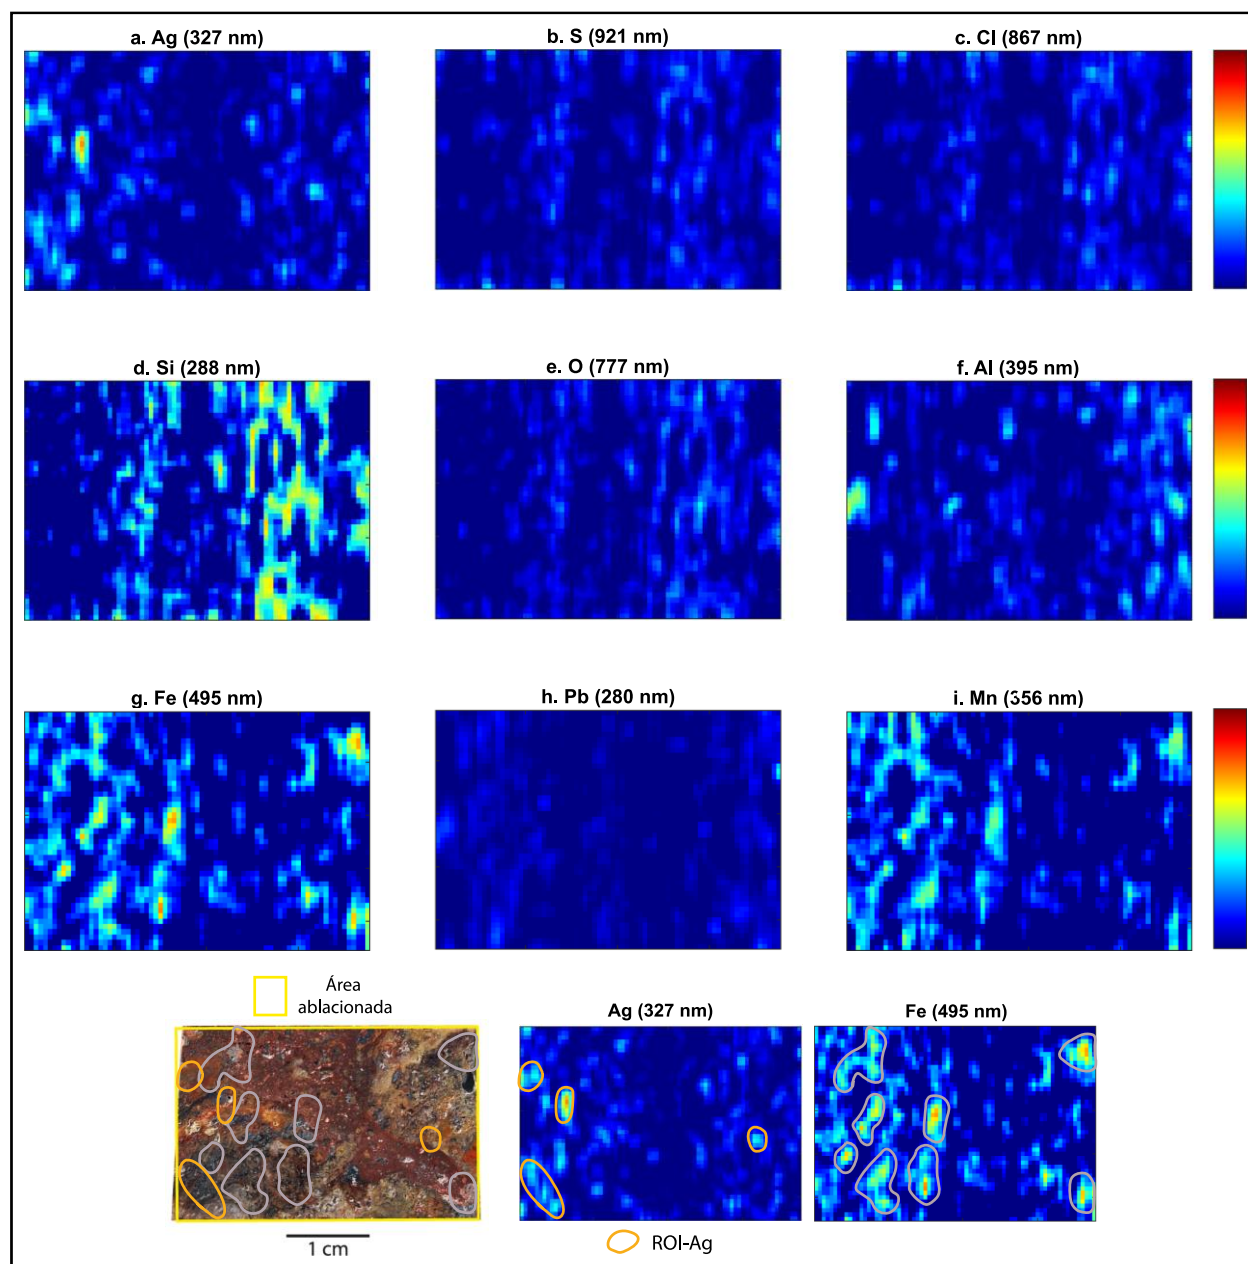 a. Ag (327 nm)
b. S (921 nm)
c. Cl (867 nm)
d. Si (288 nm)
e. O (777 nm)
f. Al (395 nm)
g. Fe (495 nm)
h. Pb (280 nm)
i. Mn (356 nm)
Área
ablacionada
Ag (327 nm)
Fe (495 nm)
1 cm
ROI-Ag